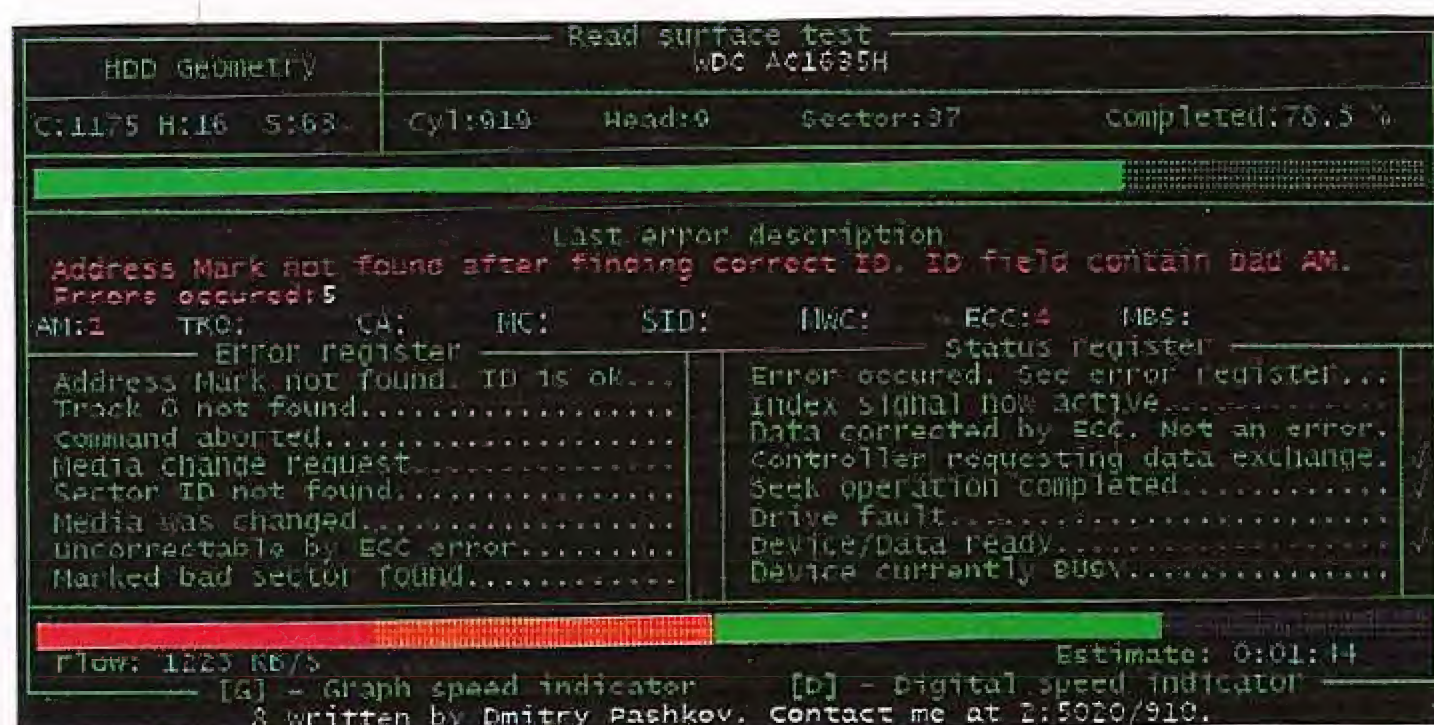 Read surface test
HDD Geometry
WDC AC1635H
C:1175 H:16 S:63 Cyl:919 Head:9 Sector:37 Completed:78.5 %
Last error description
Address Mark not found after finding correct ID. ID field contain bad AM.
Errors occured:5
AM:1 TK0: CA: MC: SID: NWC: ECC:4 MBS:
Error register
Address Mark not found. ID is ok...
Track 0 not found...................
Command aborted.....................
Media change request................
Sector ID not found.................
Media was changed...................
Uncorrectable by ECC error.........
Marked bad sector found............
Status register
Error occured. See error register...
Index signal now active.............
Data corrected by ECC. Not an error.
Controller requesting data exchange. √
Seek operation completed............ √
Drive fault.........................
Device/Data ready................... √
Device currently BUSY...............
Flow: 1223 KB/S
Estimate: 0:01:44
[G] - Graph speed indicator [D] - Digital speed indicator
& written by Dmitry Pashkov. Contact me at 2:5020/910.